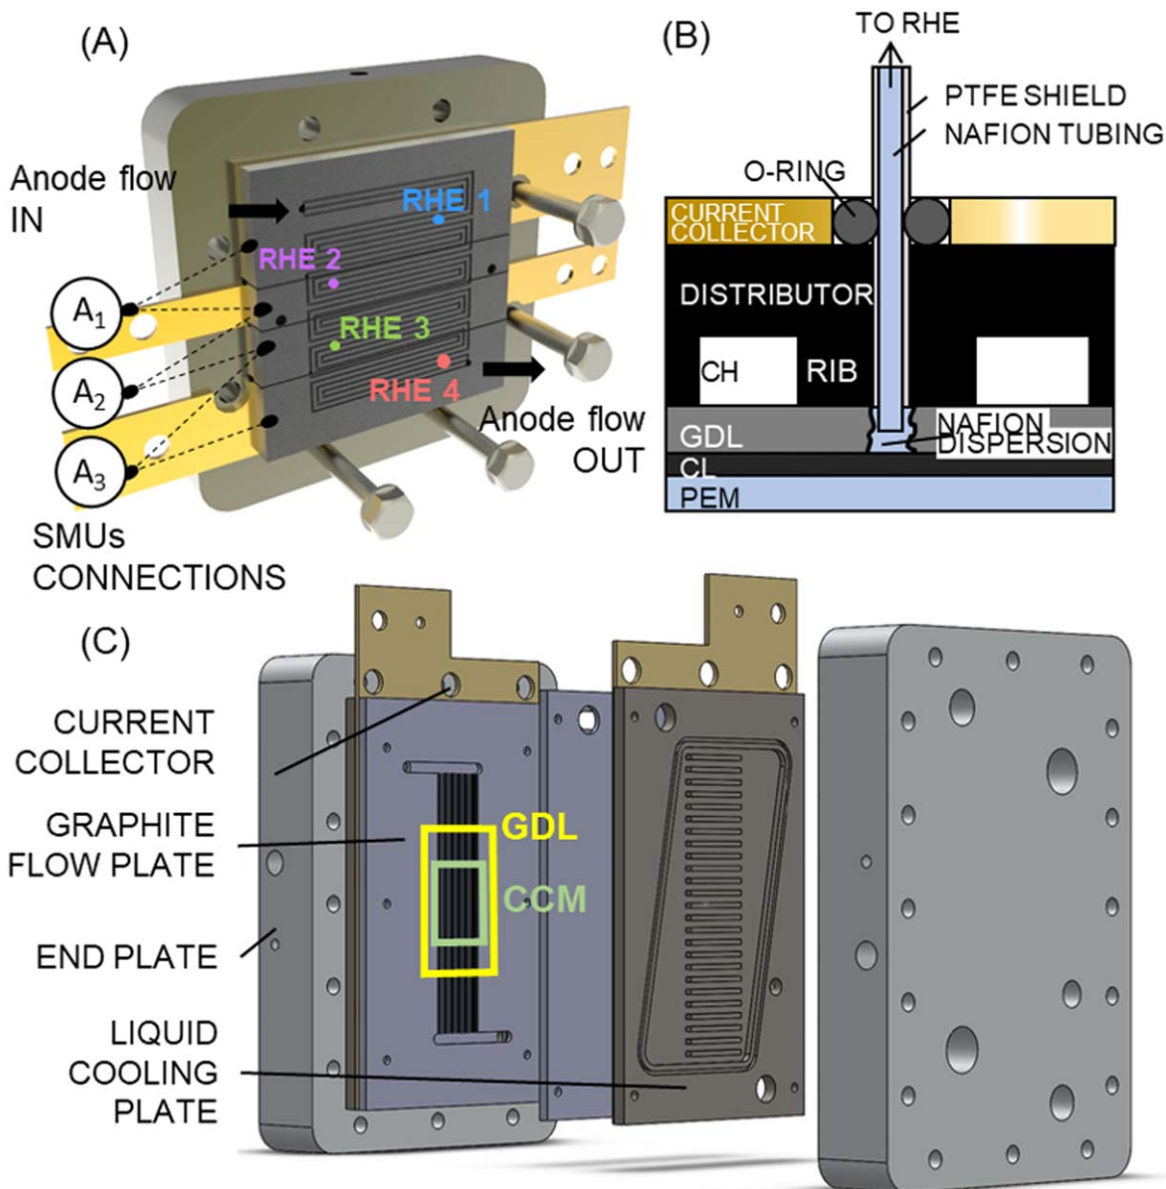 (A)
Anode flow
IN
RHE 1
RHE 2
RHE 3
RHE 4
A1
A2
A3
Anode flow
OUT
SMUs
CONNECTIONS
(B)
TO RHE
PTFE SHIELD
NAFION TUBING
O-RING
CURRENT
COLLECTOR
DISTRIBUTOR
CH
RIB
GDL
NAFION
DISPERSION
CL
PEM
(C)
CURRENT
COLLECTOR
GRAPHITE
FLOW PLATE
GDL
CCM
END PLATE
LIQUID
COOLING
PLATE